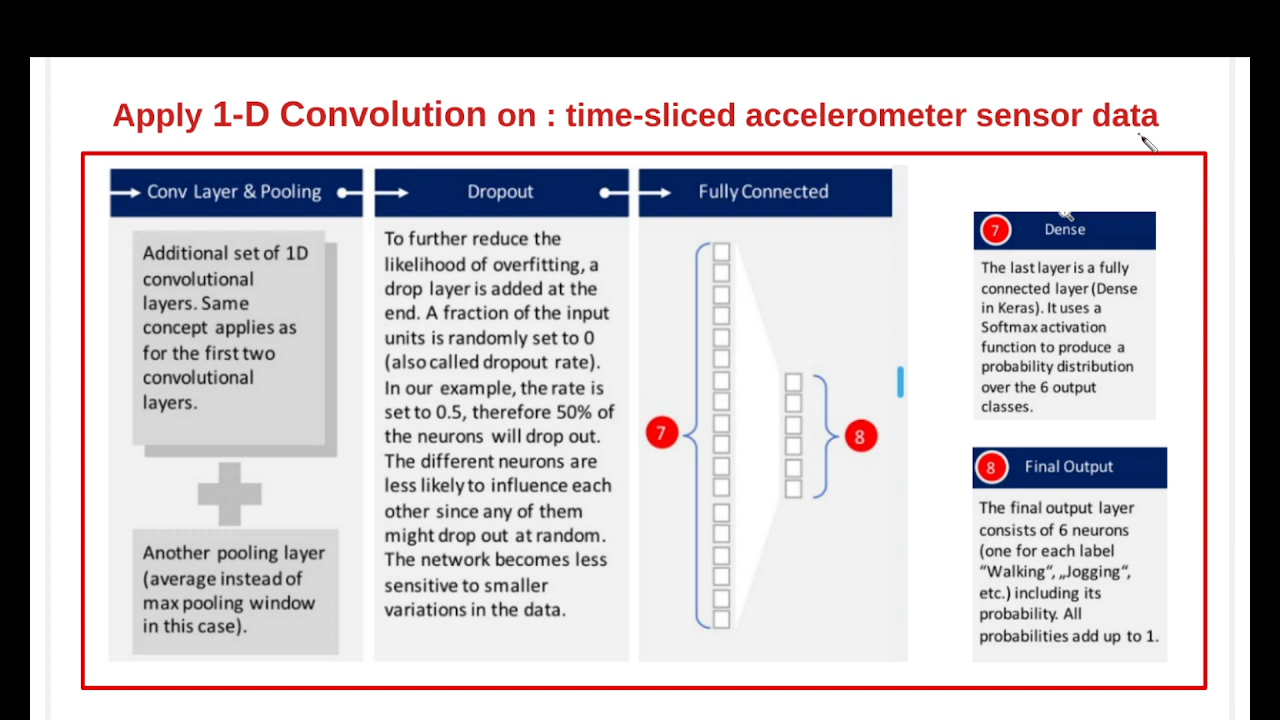 Apply 1-D Convolution on : time-sliced accelerometer sensor data
Conv Layer & Pooling
Additional set of 1D
convolutional
layers. Same
concept applies as
for the first two
convolutional
layers.
Another pooling layer
(average instead of
max pooling window
in this case).
Dropout
To further reduce the
likelihood of overfitting, a
drop layer is added at the
end. A fraction of the input
units is randomly set to 0
(also called dropout rate).
In our example, the rate is
set to 0.5, therefore 50% of
the neurons will drop out.
The different neurons are
less likely to influence each
other since any of them
might drop out at random.
The network becomes less
sensitive to smaller
variations in the data.
Fully Connected
7
8
7 Dense
The last layer is a fully
connected layer (Dense
in Keras). It uses a
Softmax activation
function to produce a
probability distribution
over the 6 output
classes.
8 Final Output
The final output layer
consists of 6 neurons
(one for each label
“Walking“, „Jogging“,
etc.) including its
probability. All
probabilities add up to 1.